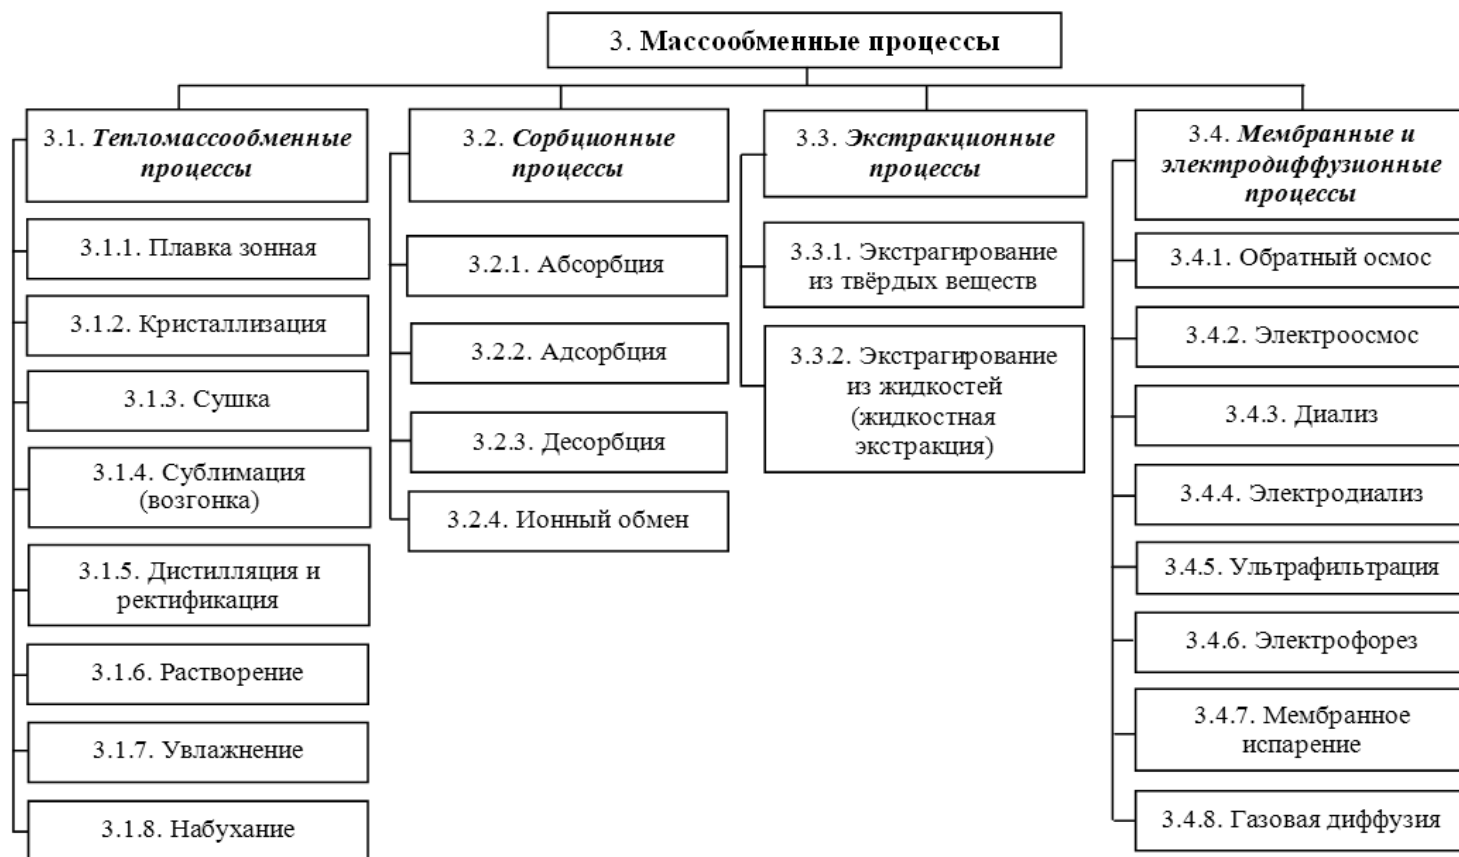 3. Массообменные процессы
3.1. Тепломассообменные
процессы
3.1.1. Плавка зонная
3.1.2. Кристаллизация
3.1.3. Сушка
3.1.4. Сублимация
(возгонка)
3.1.5. Дистилляция и
ректификация
3.1.6. Растворение
3.1.7. Увлажнение
3.1.8. Набухание
3.2. Сорбционные
процессы
3.2.1. Абсорбция
3.2.2. Адсорбция
3.2.3. Десорбция
3.2.4. Ионный обмен
3.3. Экстракционные
процессы
3.3.1. Экстрагирование
из твёрдых веществ
3.3.2. Экстрагирование
из жидкостей
(жидкостная
экстракция)
3.4. Мембранные и
электродиффузионные
процессы
3.4.1. Обратный осмос
3.4.2. Электроосмос
3.4.3. Диализ
3.4.4. Электродиализ
3.4.5. Ультрафильтрация
3.4.6. Электрофорез
3.4.7. Мембранное
испарение
3.4.8. Газовая диффузия